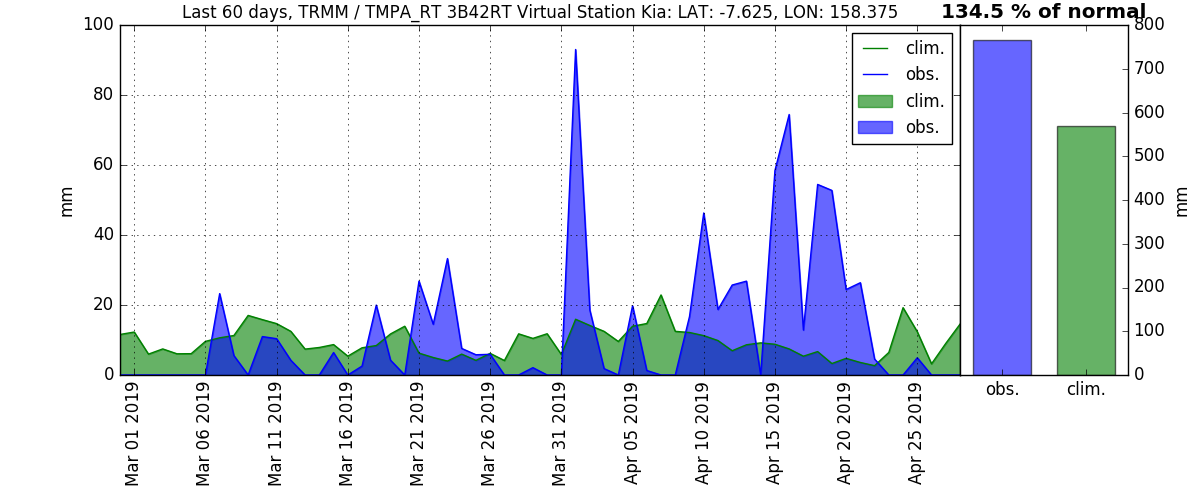 Last 60 days, TRMM / TMPA_RT 3B42RT Virtual Station Kia: LAT: -7.625, LON: 158.375
134.5 % of normal
100
80
60
40
20
0
mm
clim.
obs.
clim.
obs.
Mar 01 2019
Mar 06 2019
Mar 11 2019
Mar 16 2019
Mar 21 2019
Mar 26 2019
Mar 31 2019
Apr 05 2019
Apr 10 2019
Apr 15 2019
Apr 20 2019
Apr 25 2019
800
700
600
500
400
300
200
100
0
mm
obs.
clim.